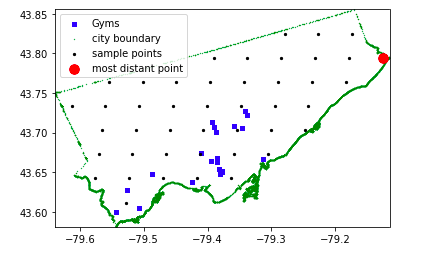 43.85
43.80
43.75
43.70
43.65
43.60
Gyms
city boundary
sample points
most distant point
−79.6
−79.5
−79.4
−79.3
−79.2